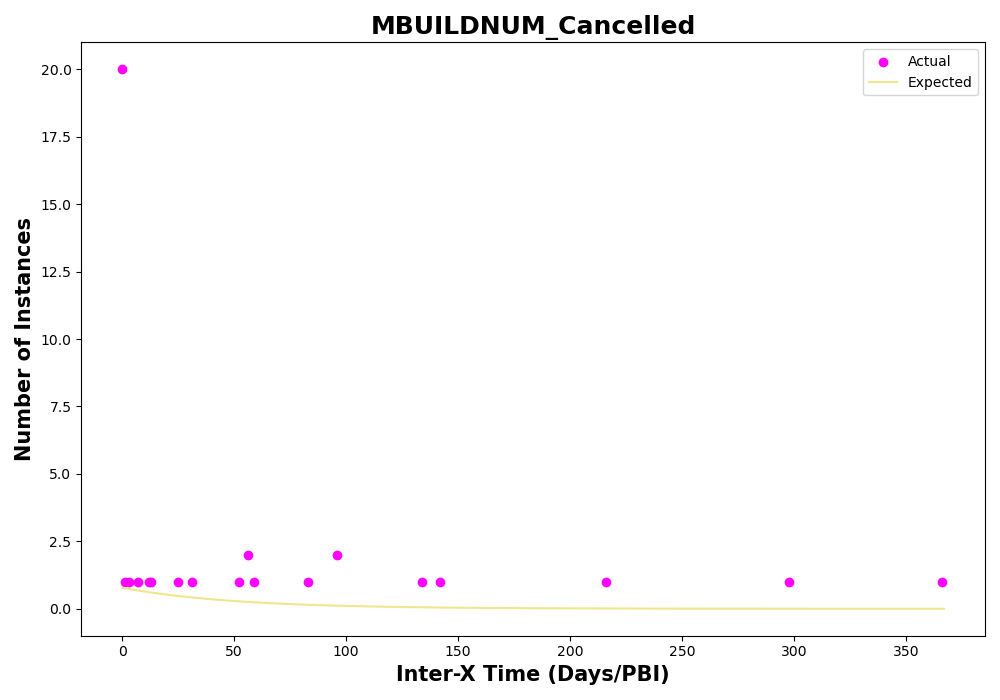 MBUILDNUM_Cancelled
Actual
Expected
20.0
17.5
15.0
12.5
10.0
7.5
5.0
2.5
0.0
Number of Instances
0 50 100 150 200 250 300 350
Inter-X Time (Days/PBI)